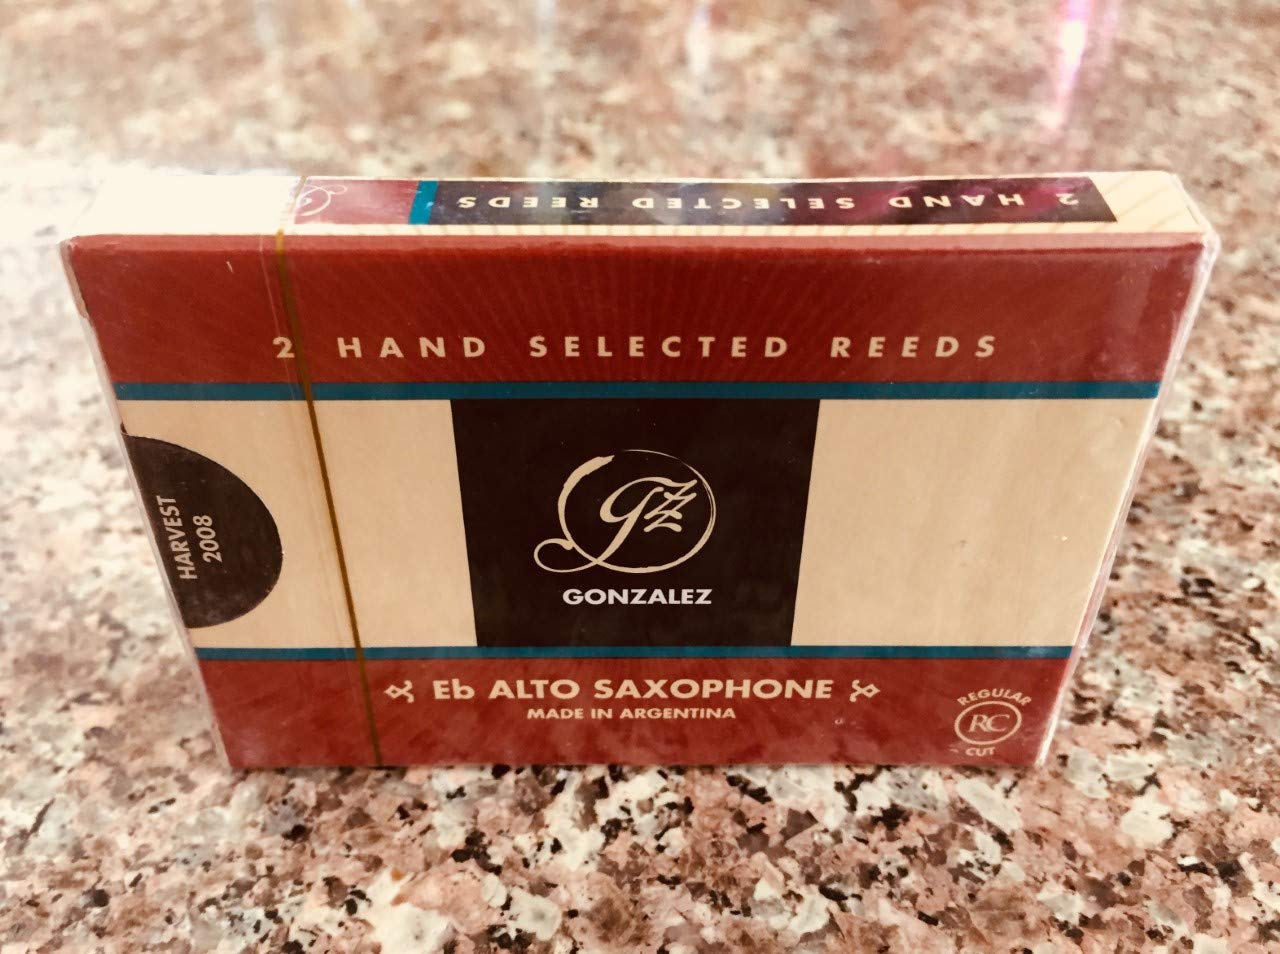 2 HAND SELECTED REEDS
2 HAND SELECTED REEDS
HARVEST
2008
GZ
GONZALEZ
Eb ALTO SAXOPHONE
MADE IN ARGENTINA
REGULAR
RC
CUT